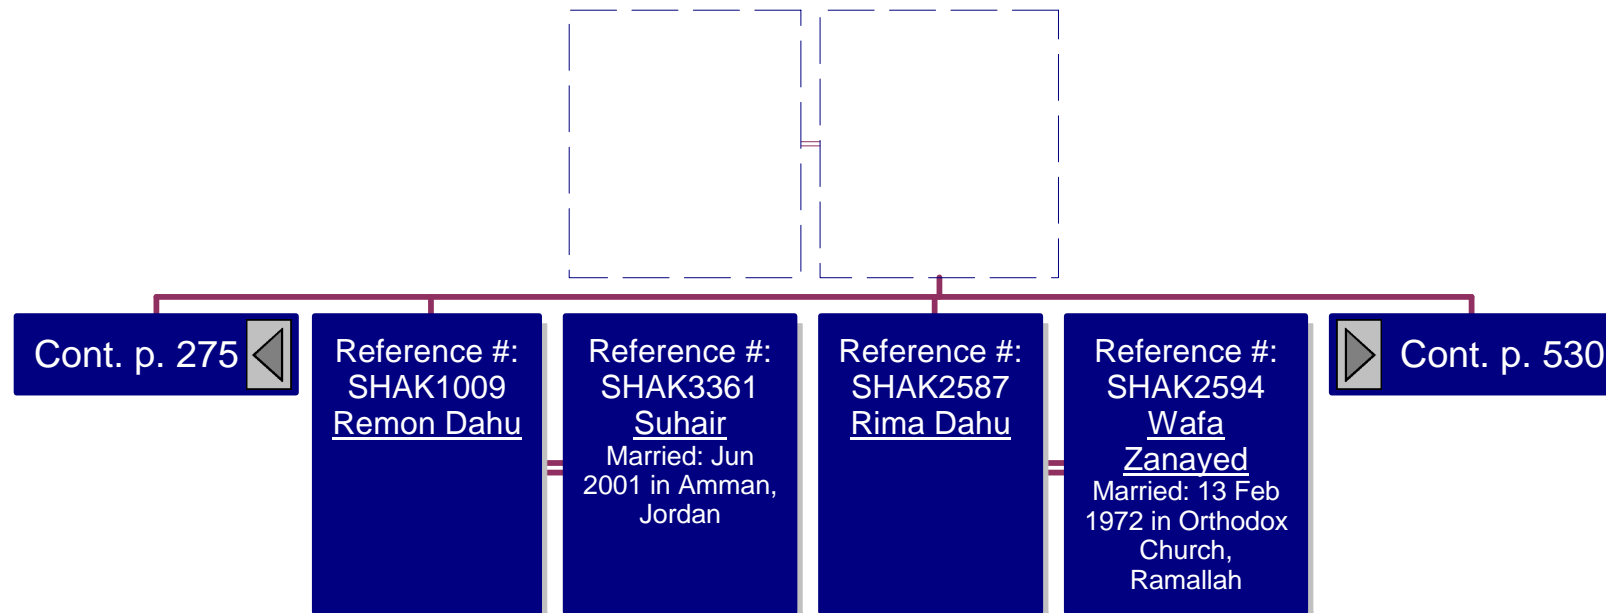 Cont. p. 275
Reference #:
SHAK1009
Remon Dahu
Reference #:
SHAK3361
Suhair
Married: Jun
2001 in Amman,
Jordan
Reference #:
SHAK2587
Rima Dahu
Reference #:
SHAK2594
Wafa
Zanayed
Married: 13 Feb
1972 in Orthodox
Church,
Ramallah
Cont. p. 530